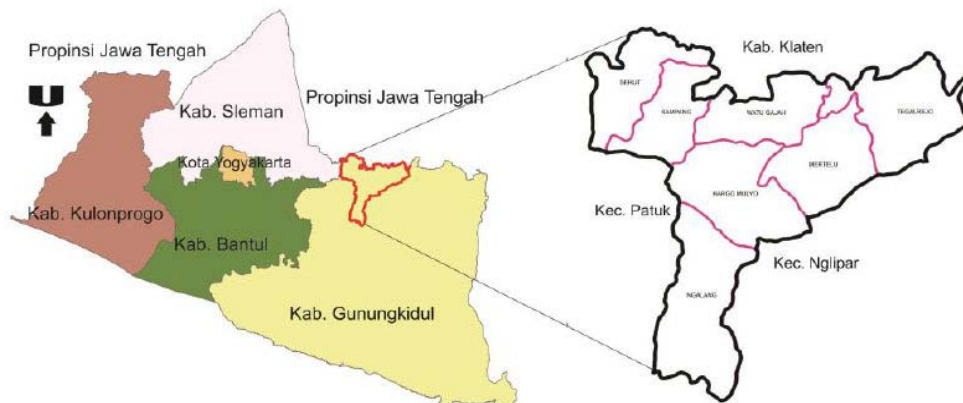 Propinsi Jawa Tengah
U
Kab. Sleman
Propinsi Jawa Tengah
Kota Yogyakarta
Kab. Kulonprogo
Kab. Bantul
Kab. Gunungkidul
Kab. Klaten
SERUT
SAMPANG
WATU GAJAH
TEGALREJO
MERTELU
HARGO MULYO
Kec. Patuk
Kec. Nglipar
NGALANG